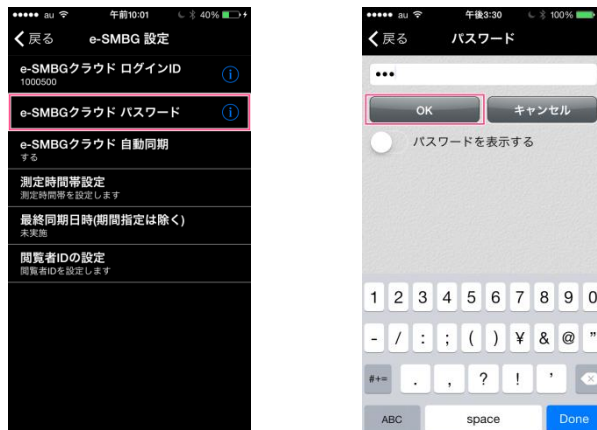 au 午前10:01 40%
戻る e-SMBG 設定
e-SMBGクラウド ログインID
1000500
e-SMBGクラウド パスワード
e-SMBGクラウド 自動同期
する
測定時間帯設定
測定時間帯を設定します
最終同期日時(期間指定は除く)
未実施
閲覧者IDの設定
閲覧者IDを設定します
au 午後3:30 100%
戻る パスワード
•••
OK キャンセル
パスワードを表示する
1 2 3 4 5 6 7 8 9 0
- / : ; ( ) ¥ & @ "
#+= . , ? ! '
ABC space Done